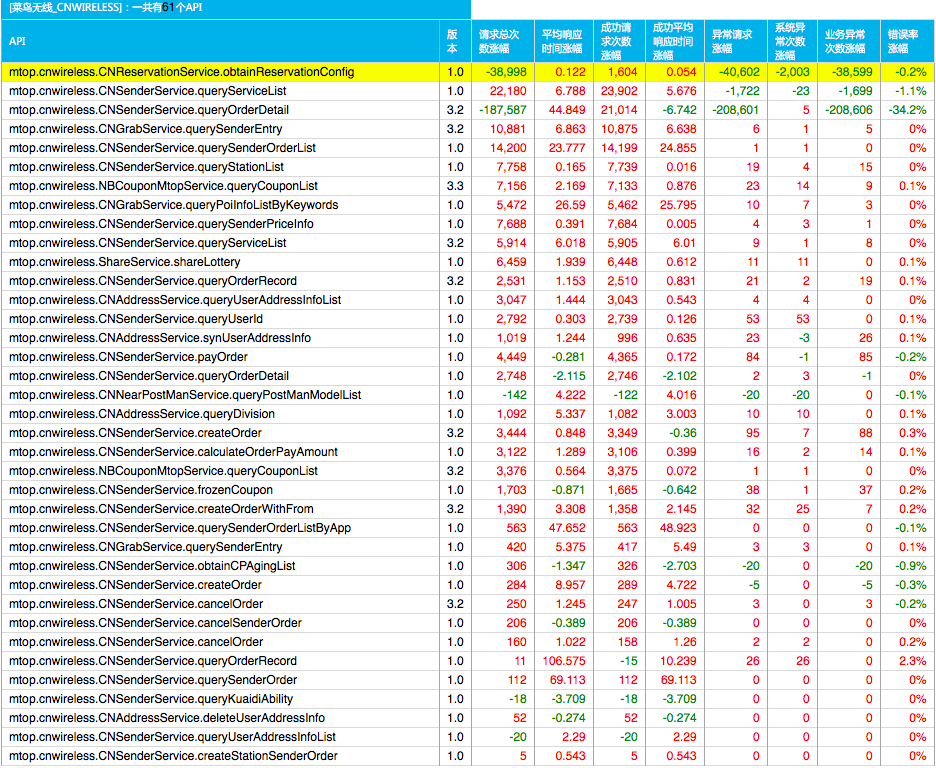 [菜鸟无线_CNWIRELESS]：一共有61个API
API 版本 请求总次数涨幅 平均响应时间涨幅 成功请求次数涨幅 成功平均响应时间涨幅 异常请求涨幅 系统异常次数涨幅 业务异常次数涨幅 错误率涨幅
mtop.cnwireless.CNReservationService.obtainReservationConfig 1.0 -38,998 0.122 1,604 0.054 -40,602 -2,003 -38,599 -0.2%
mtop.cnwireless.CNSenderService.queryServiceList 1.0 22,180 6.788 23,902 5.676 -1,722 -23 -1,699 -1.1%
mtop.cnwireless.CNSenderService.queryOrderDetail 3.2 -187,587 44.849 21,014 -6.742 -208,601 5 -208,606 -34.2%
mtop.cnwireless.CNGrabService.querySenderEntry 3.2 10,881 6.863 10,875 6.638 6 1 5 0%
mtop.cnwireless.CNSenderService.querySenderOrderList 1.0 14,200 23.777 14,199 24.855 1 1 0 0%
mtop.cnwireless.CNSenderService.queryStationList 1.0 7,758 0.165 7,739 0.016 19 4 15 0%
mtop.cnwireless.NBCouponMtopService.queryCouponList 3.3 7,156 2.169 7,133 0.876 23 14 9 0.1%
mtop.cnwireless.CNGrabService.queryPoiInfoListByKeywords 1.0 5,472 26.59 5,462 25.795 10 7 3 0%
mtop.cnwireless.CNSenderService.querySenderPriceInfo 1.0 7,688 0.391 7,684 0.005 4 3 1 0%
mtop.cnwireless.CNSenderService.queryServiceList 3.2 5,914 6.018 5,905 6.01 9 1 8 0%
mtop.cnwireless.ShareService.shareLottery 1.0 6,459 1.939 6,448 0.612 11 11 0 0.1%
mtop.cnwireless.CNSenderService.queryOrderRecord 3.2 2,531 1.153 2,510 0.831 21 2 19 0.1%
mtop.cnwireless.CNAddressService.queryUserAddressInfoList 1.0 3,047 1.444 3,043 0.543 4 4 0 0%
mtop.cnwireless.CNSenderService.queryUserId 1.0 2,792 0.303 2,739 0.126 53 53 0 0.1%
mtop.cnwireless.CNAddressService.synUserAddressInfo 1.0 1,019 1.244 996 0.635 23 -3 26 0.1%
mtop.cnwireless.CNSenderService.payOrder 1.0 4,449 -0.281 4,365 0.172 84 -1 85 -0.2%
mtop.cnwireless.CNSenderService.queryOrderDetail 1.0 2,748 -2.115 2,746 -2.102 2 3 -1 0%
mtop.cnwireless.CNNearPostManService.queryPostManModelList 1.0 -142 4.222 -122 4.016 -20 -20 0 -0.1%
mtop.cnwireless.CNAddressService.queryDivision 1.0 1,092 5.337 1,082 3.003 10 10 0 0.1%
mtop.cnwireless.CNSenderService.createOrder 3.2 3,444 0.848 3,349 -0.36 95 7 88 0.3%
mtop.cnwireless.CNSenderService.calculateOrderPayAmount 1.0 3,122 1.289 3,106 0.399 16 2 14 0.1%
mtop.cnwireless.NBCouponMtopService.queryCouponList 3.2 3,376 0.564 3,375 0.072 1 1 0 0%
mtop.cnwireless.CNSenderService.frozenCoupon 1.0 1,703 -0.871 1,665 -0.642 38 1 37 0.2%
mtop.cnwireless.CNSenderService.createOrderWithFrom 3.2 1,390 3.308 1,358 2.145 32 25 7 0.2%
mtop.cnwireless.CNSenderService.querySenderOrderListByApp 1.0 563 47.652 563 48.923 0 0 0 -0.1%
mtop.cnwireless.CNGrabService.querySenderEntry 1.0 420 5.375 417 5.49 3 3 0 0.1%
mtop.cnwireless.CNSenderService.obtainCPAgingList 1.0 306 -1.347 326 -2.703 -20 0 -20 -0.9%
mtop.cnwireless.CNSenderService.createOrder 1.0 284 8.957 289 4.722 -5 0 -5 -0.3%
mtop.cnwireless.CNSenderService.cancelOrder 3.2 250 1.245 247 1.005 3 0 3 -0.2%
mtop.cnwireless.CNSenderService.cancelSenderOrder 1.0 206 -0.389 206 -0.389 0 0 0 0%
mtop.cnwireless.CNSenderService.cancelOrder 1.0 160 1.022 158 1.26 2 2 0 0.2%
mtop.cnwireless.CNSenderService.queryOrderRecord 1.0 11 106.575 -15 10.239 26 26 0 2.3%
mtop.cnwireless.CNSenderService.querySenderOrder 1.0 112 69.113 112 69.113 0 0 0 0%
mtop.cnwireless.CNSenderService.queryKuaidiAbility 1.0 -18 -3.709 -18 -3.709 0 0 0 0%
mtop.cnwireless.CNAddressService.deleteUserAddressInfo 1.0 52 -0.274 52 -0.274 0 0 0 0%
mtop.cnwireless.CNSenderService.queryUserAddressInfoList 1.0 -20 2.29 -20 2.29 0 0 0 0%
mtop.cnwireless.CNSenderService.createStationSenderOrder 1.0 5 0.543 5 0.543 0 0 0 0%